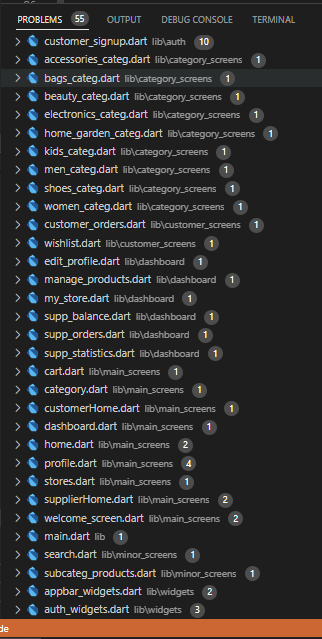 PROBLEMS 55 OUTPUT DEBUG CONSOLE TERMINAL
customer_signup.dart lib\auth 10
accessories_categ.dart lib\category_screens 1
bags_categ.dart lib\category_screens 1
beauty_categ.dart lib\category_screens 1
electronics_categ.dart lib\category_screens 1
home_garden_categ.dart lib\category_screens 1
kids_categ.dart lib\category_screens 1
men_categ.dart lib\category_screens 1
shoes_categ.dart lib\category_screens 1
women_categ.dart lib\category_screens 1
customer_orders.dart lib\customer_screens 1
wishlist.dart lib\customer_screens 1
edit_profile.dart lib\dashboard 1
manage_products.dart lib\dashboard 1
my_store.dart lib\dashboard 1
supp_balance.dart lib\dashboard 1
supp_orders.dart lib\dashboard 1
supp_statistics.dart lib\dashboard 1
cart.dart lib\main_screens 1
category.dart lib\main_screens 1
customerHome.dart lib\main_screens 1
dashboard.dart lib\main_screens 1
home.dart lib\main_screens 2
profile.dart lib\main_screens 4
stores.dart lib\main_screens 1
supplierHome.dart lib\main_screens 2
welcome_screen.dart lib\main_screens 2
main.dart lib 1
search.dart lib\minor_screens 1
subcateg_products.dart lib\minor_screens 1
appbar_widgets.dart lib\widgets 2
auth_widgets.dart lib\widgets 3